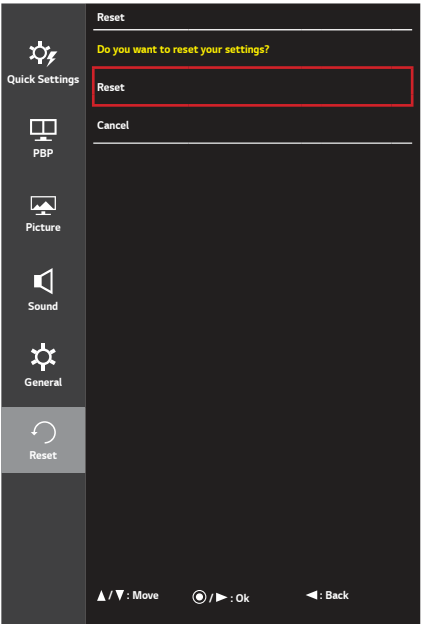 Reset
Do you want to reset your settings?
Reset
Cancel
Quick Settings
PBP
Picture
Sound
General
Reset
▲/▼: Move
◉/►: Ok
◄: Back